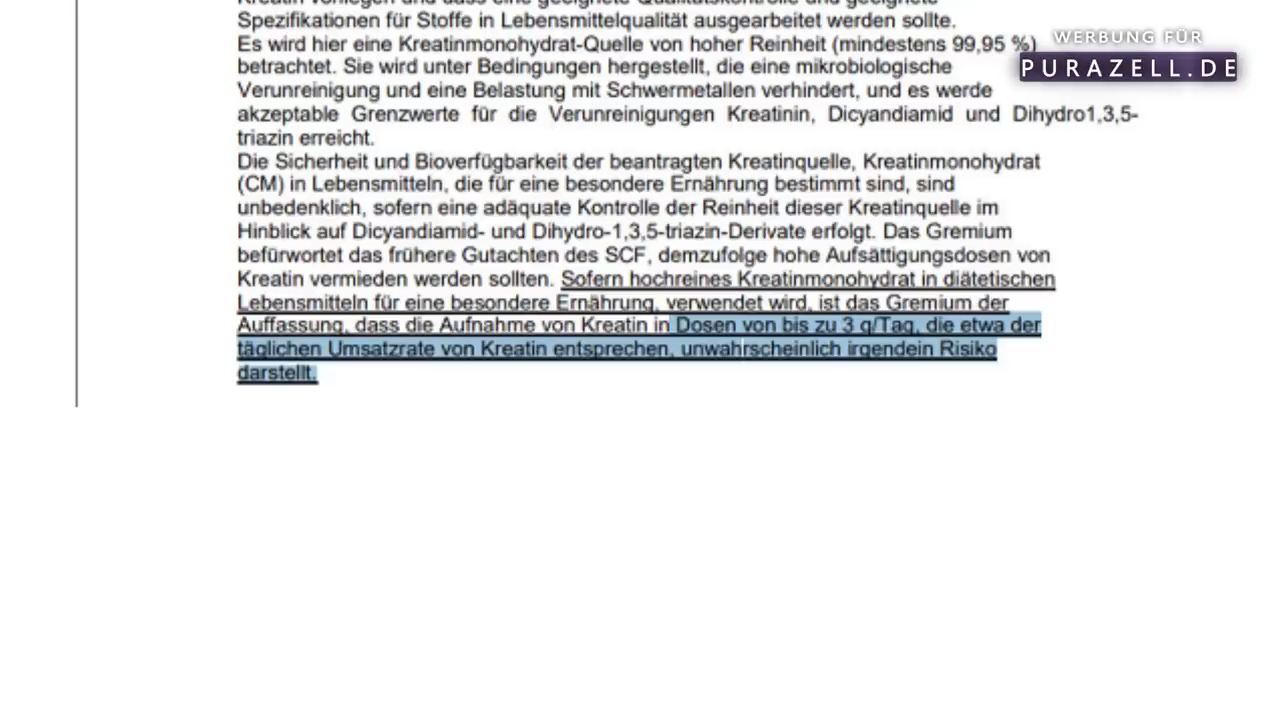 Kreatin vorliegen und dass eine geeignete Qualitätskontrolle und geeignete
Spezifikationen für Stoffe in Lebensmittelqualität ausgearbeitet werden sollte.
Es wird hier eine Kreatinmonohydrat-Quelle von hoher Reinheit (mindestens 99,95 %)
betrachtet. Sie wird unter Bedingungen hergestellt, die eine mikrobiologische
Verunreinigung und eine Belastung mit Schwermetallen verhindert, und es werde
akzeptable Grenzwerte für die Verunreinigungen Kreatinin, Dicyandiamid und Dihydro1,3,5-
triazin erreicht.
Die Sicherheit und Bioverfügbarkeit der beantragten Kreatinquelle, Kreatinmonohydrat
(CM) in Lebensmitteln, die für eine besondere Ernährung bestimmt sind, sind
unbedenklich, sofern eine adäquate Kontrolle der Reinheit dieser Kreatinquelle im
Hinblick auf Dicyandiamid- und Dihydro-1,3,5-triazin-Derivate erfolgt. Das Gremium
befürwortet das frühere Gutachten des SCF, demzufolge hohe Aufsättigungsdosen von
Kreatin vermieden werden sollten. Sofern hochreines Kreatinmonohydrat in diätetischen
Lebensmitteln für eine besondere Ernährung, verwendet wird, ist das Gremium der
Auffassung, dass die Aufnahme von Kreatin in Dosen von bis zu 3 g/Tag, die etwa der
täglichen Umsatzrate von Kreatin entsprechen, unwahrscheinlich irgendein Risiko
darstellt.
WERBUNG FÜR
PURAZELL.DE